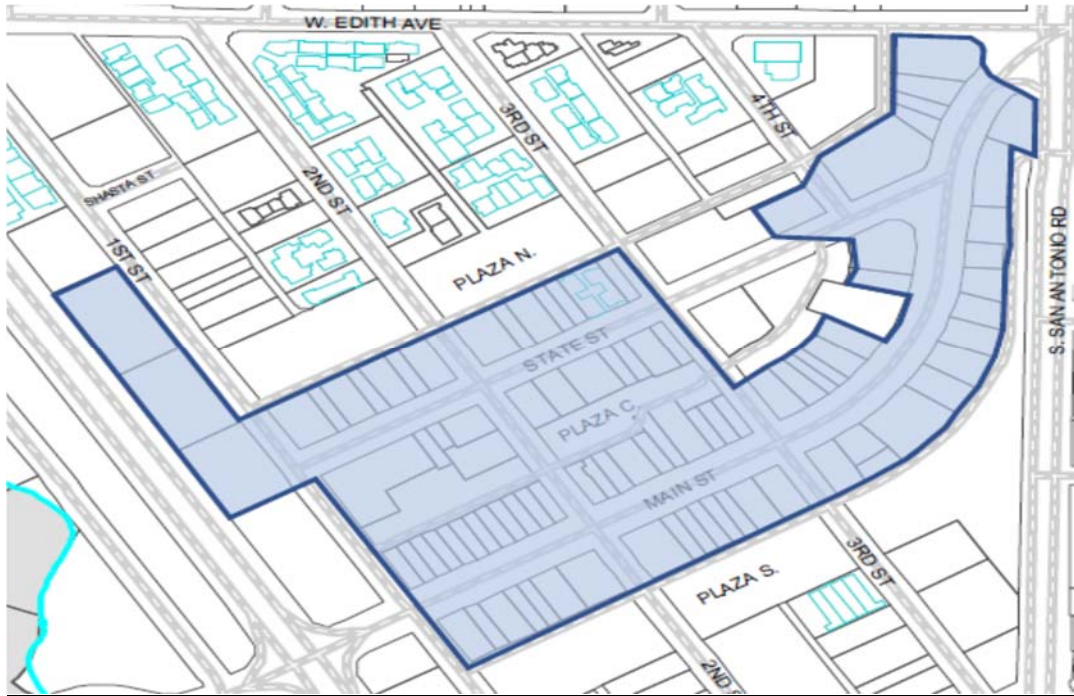 W. EDITH AVE
3RD ST
4TH ST
2ND ST
SHASTA ST
1ST ST
PLAZA N.
S. SAN ANTONIO RD
STATE ST
PLAZA C.
MAIN ST
3RD ST
PLAZA S.
2ND S